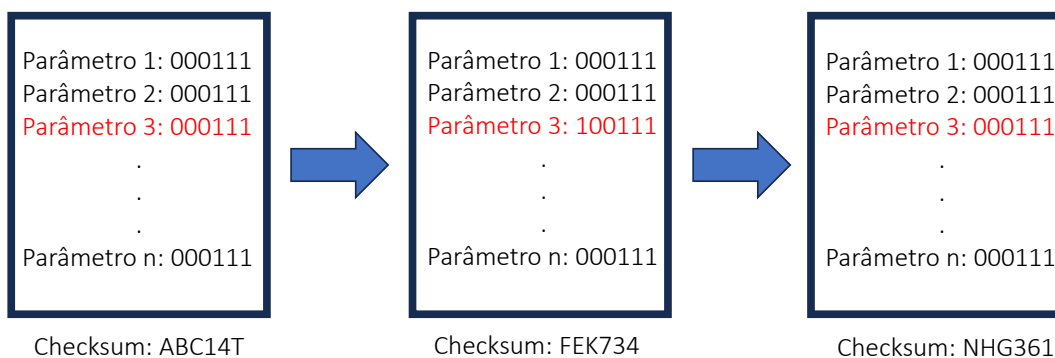 Parâmetro 1: 000111
Parâmetro 2: 000111
Parâmetro 3: 000111
.
.
.
Parâmetro n: 000111
Checksum: ABC14T
Parâmetro 1: 000111
Parâmetro 2: 000111
Parâmetro 3: 100111
.
.
.
Parâmetro n: 000111
Checksum: FEK734
Parâmetro 1: 000111
Parâmetro 2: 000111
Parâmetro 3: 000111
.
.
.
Parâmetro n: 000111
Checksum: NHG361